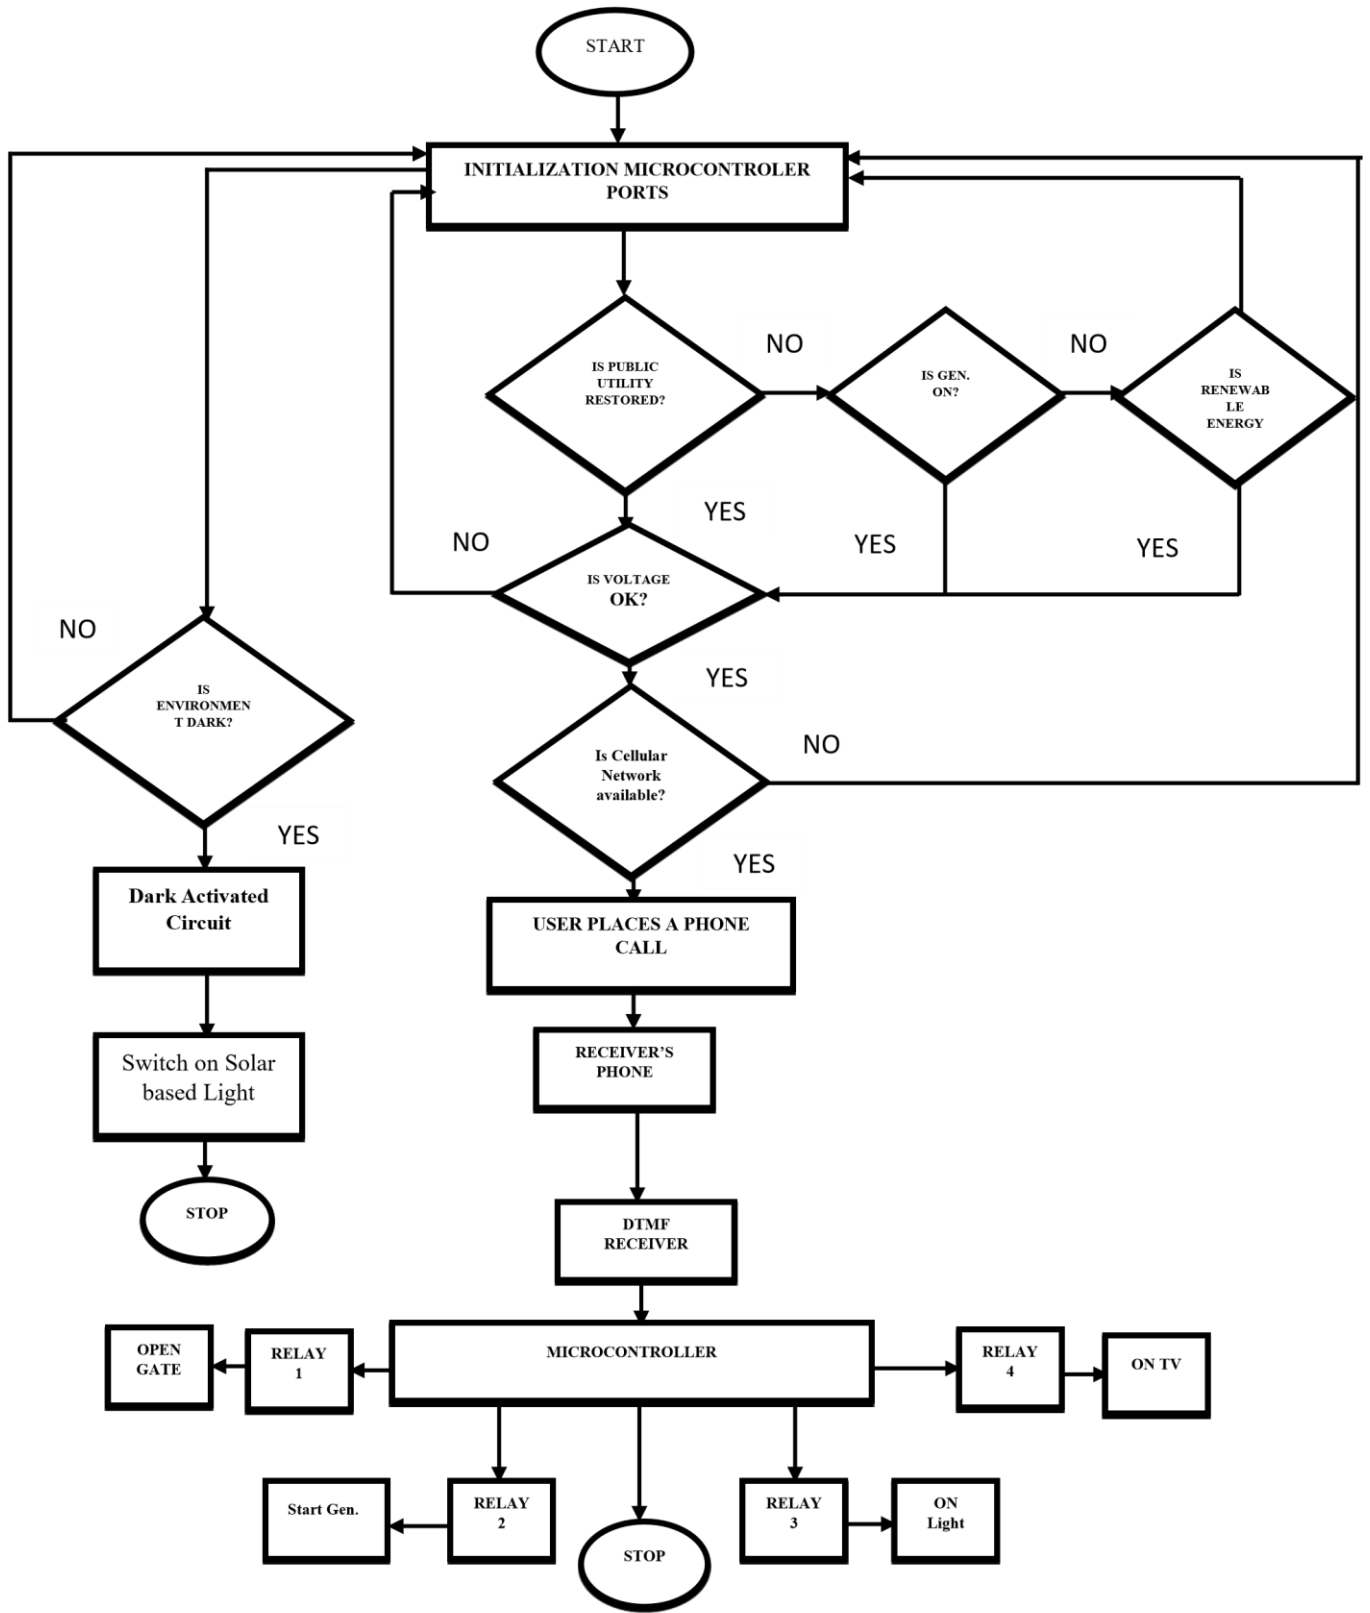 START
INITIALIZATION MICROCONTROLER
PORTS
NO
NO
IS PUBLIC
UTILITY
RESTORED?
IS GEN.
ON?
IS
RENEWAB
LE
ENERGY
YES
NO
YES
YES
IS VOLTAGE
OK?
NO
YES
IS
ENVIRONMEN
T DARK?
NO
Is Cellular
Network
available?
YES
YES
Dark Activated
Circuit
USER PLACES A PHONE
CALL
Switch on Solar
based Light
RECEIVER'S
PHONE
STOP
DTMF
RECEIVER
OPEN
GATE
RELAY
1
MICROCONTROLLER
RELAY
4
ON TV
Start Gen.
RELAY
2
STOP
RELAY
3
ON
Light